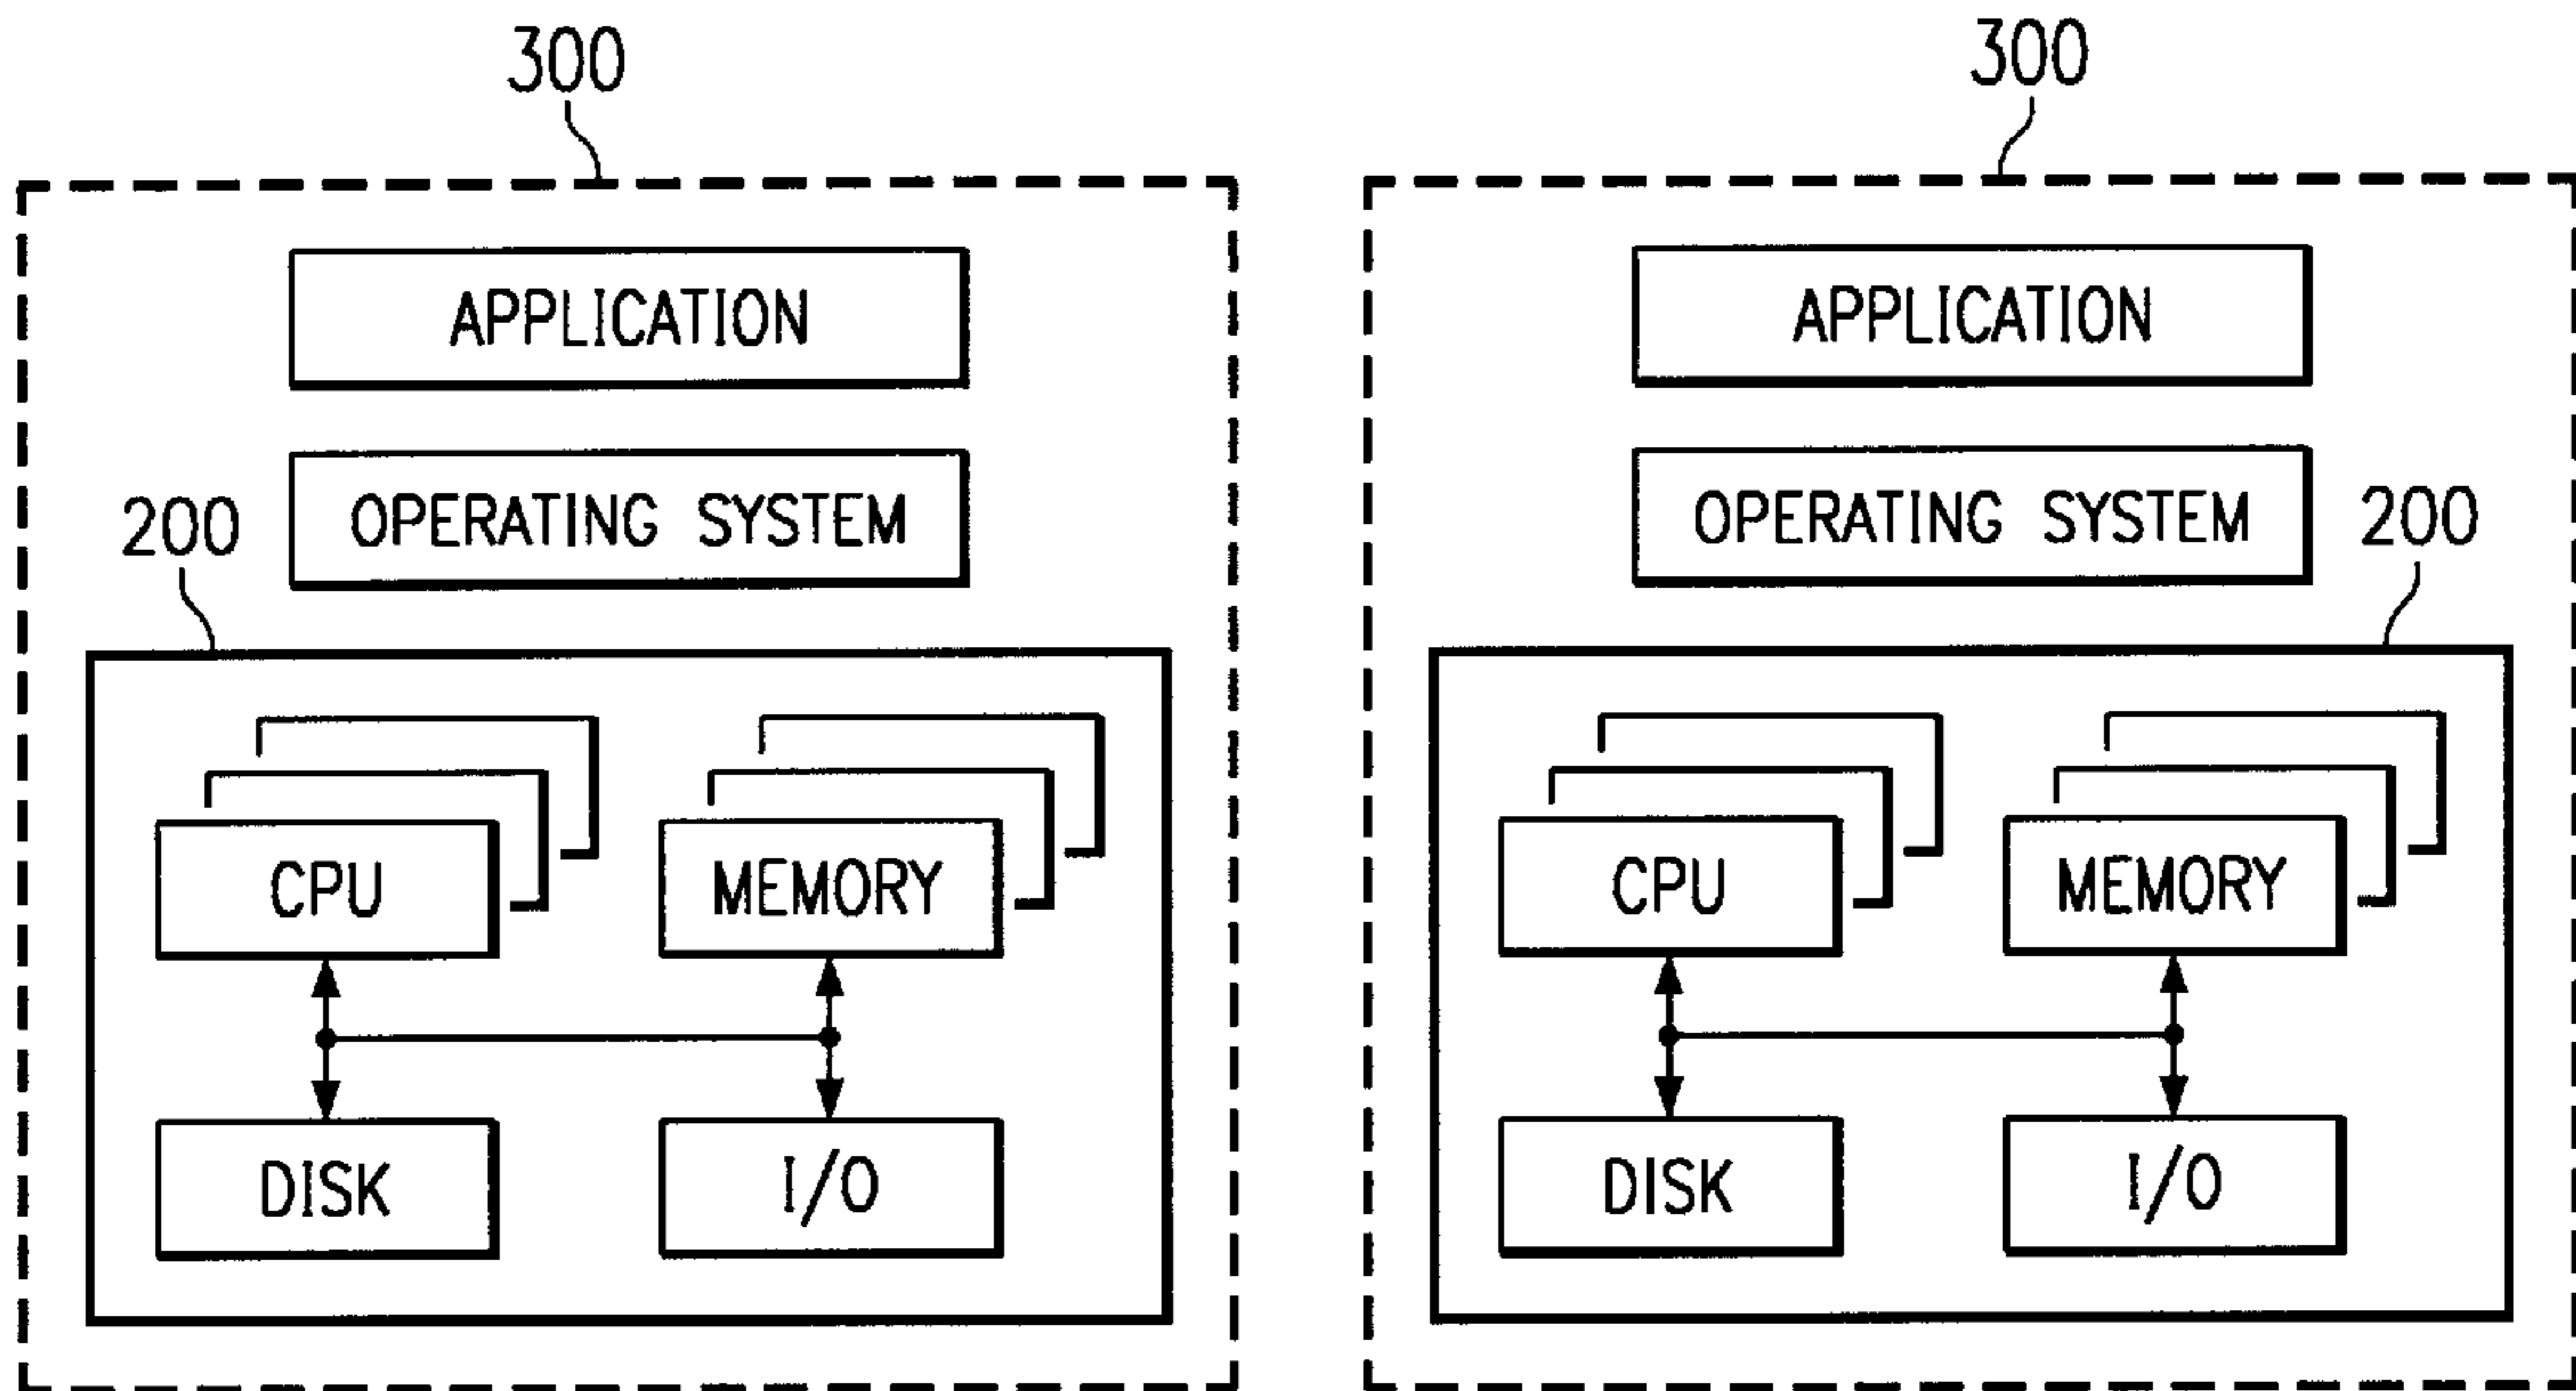 300
APPLICATION
OPERATING SYSTEM
200
CPU
MEMORY
DISK
I/O
300
APPLICATION
OPERATING SYSTEM
200
CPU
MEMORY
DISK
I/O